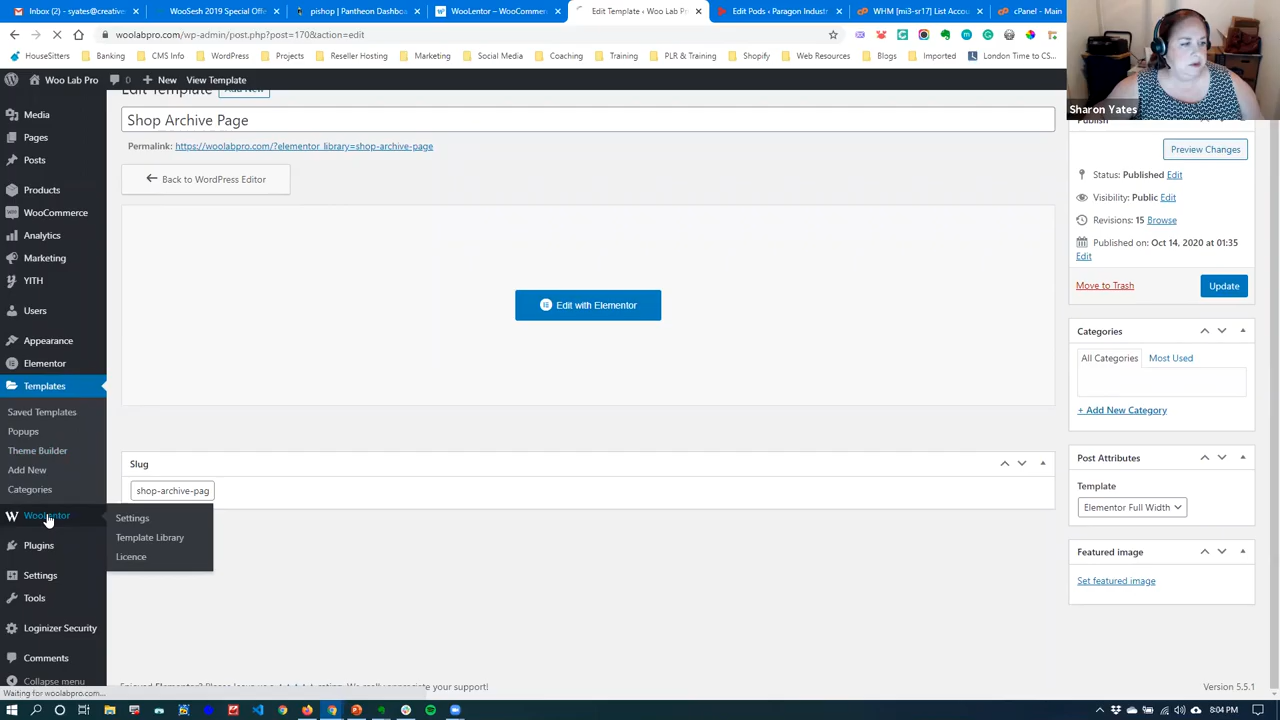 Inbox (2) - syates@creative
WooSesh 2019 Special Offe
pishop | Pantheon Dashboa
WooLentor – WooCommerc
Edit Template ‹ Woo Lab Pr
Edit Pods ‹ Paragon Indust
WHM [mi3-sr17] List Accou
cPanel - Main
woolabpro.com/wp-admin/post.php?post=170&action=edit
HouseSitters
Banking
CMS Info
WordPress
Projects
Reseller Hosting
Marketing
Social Media
Coaching
Training
PLR & Training
Shopify
Web Resources
Blogs
Imported
London Time to CS...
Sharon Yates
Woo Lab Pro
0
New
View Template
Edit Template
Add New
Shop Archive Page
Permalink: https://woolabpro.com/?elementor_library=shop-archive-page
Back to WordPress Editor
Edit with Elementor
Slug
shop-archive-pag
Media
Pages
Posts
Products
WooCommerce
Analytics
Marketing
YITH
Users
Appearance
Elementor
Templates
Saved Templates
Popups
Theme Builder
Add New
Categories
WooLentor
Settings
Template Library
Licence
Plugins
Settings
Tools
Loginizer Security
Comments
Collapse menu
Publish
Preview Changes
Status: Published Edit
Visibility: Public Edit
Revisions: 15 Browse
Published on: Oct 14, 2020 at 01:35
Edit
Move to Trash
Update
Categories
All Categories
Most Used
+ Add New Category
Post Attributes
Template
Elementor Full Width
Featured image
Set featured image
Waiting for woolabpro.com...
rating. We really appreciate your support!
Version 5.5.1
8:04 PM